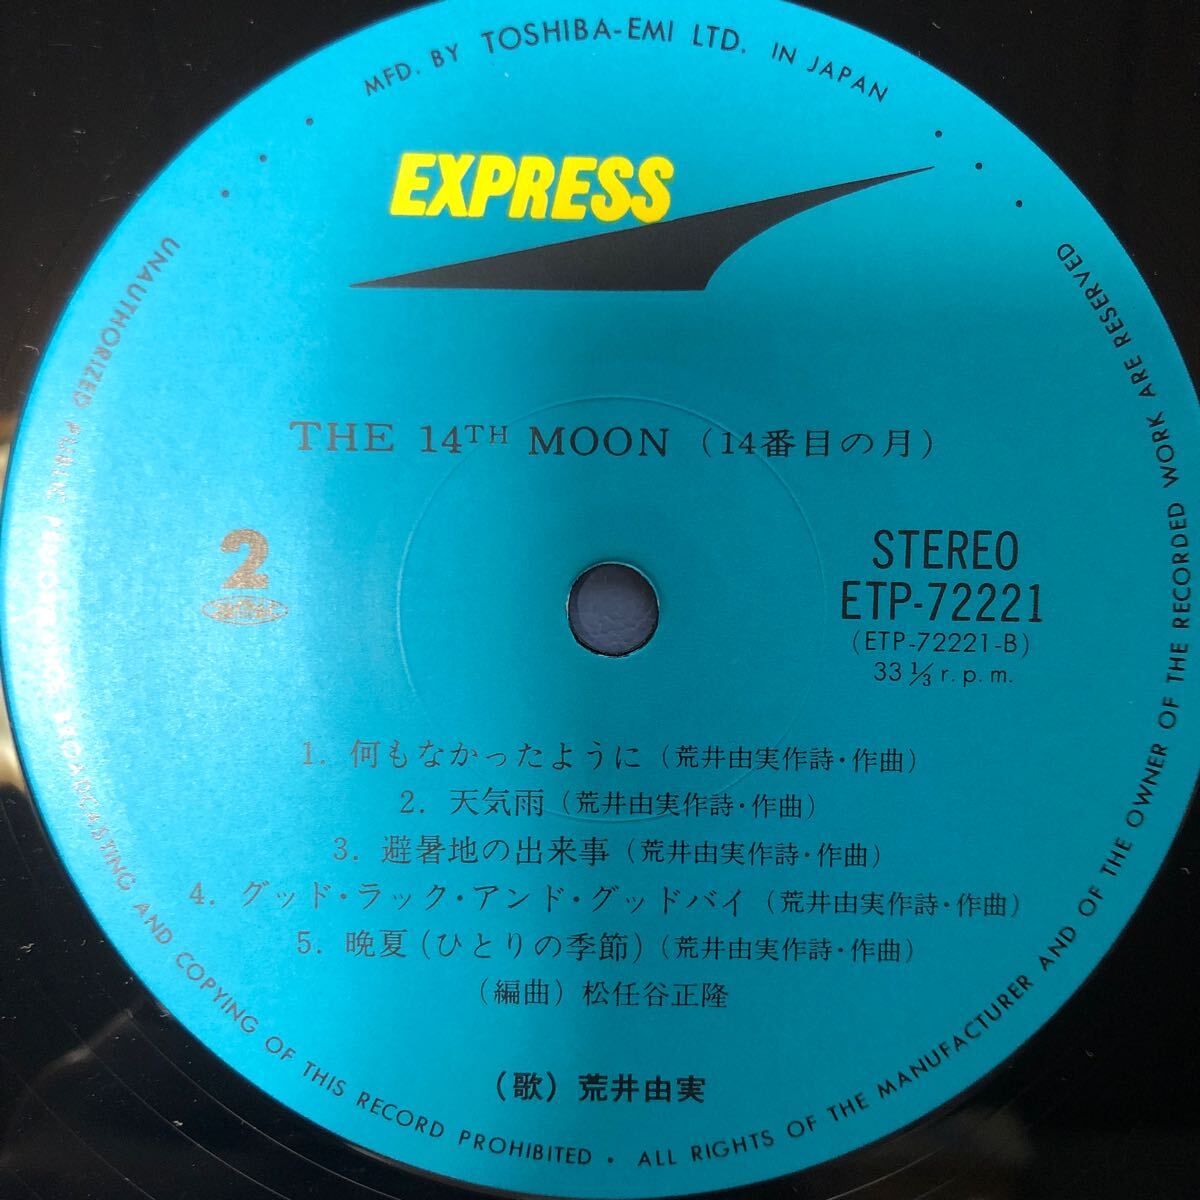 MFD. BY TOSHIBA-EMI LTD. IN JAPAN
EXPRESS
THE 14TH MOON (14番目の月)
2
STEREO
ETP-72221
(ETP-72221-B)
33 1/3 r.p.m.
1. 何もなかったように (荒井由実作詩・作曲)
2. 天気雨 (荒井由実作詩・作曲)
3. 避暑地の出来事 (荒井由実作詩・作曲)
4. グッド・ラック・アンド・グッドバイ (荒井由実作詩・作曲)
5. 晩夏 (ひとりの季節) (荒井由実作詩・作曲)
(編曲) 松任谷正隆
(歌) 荒井由実
UNAUTHORIZED PUBLIC PERFORMANCE BROADCASTING AND COPYING OF THIS RECORD PROHIBITED • ALL RIGHTS OF THE MANUFACTURER AND OF THE OWNER OF THE RECORDED WORK ARE RESERVED